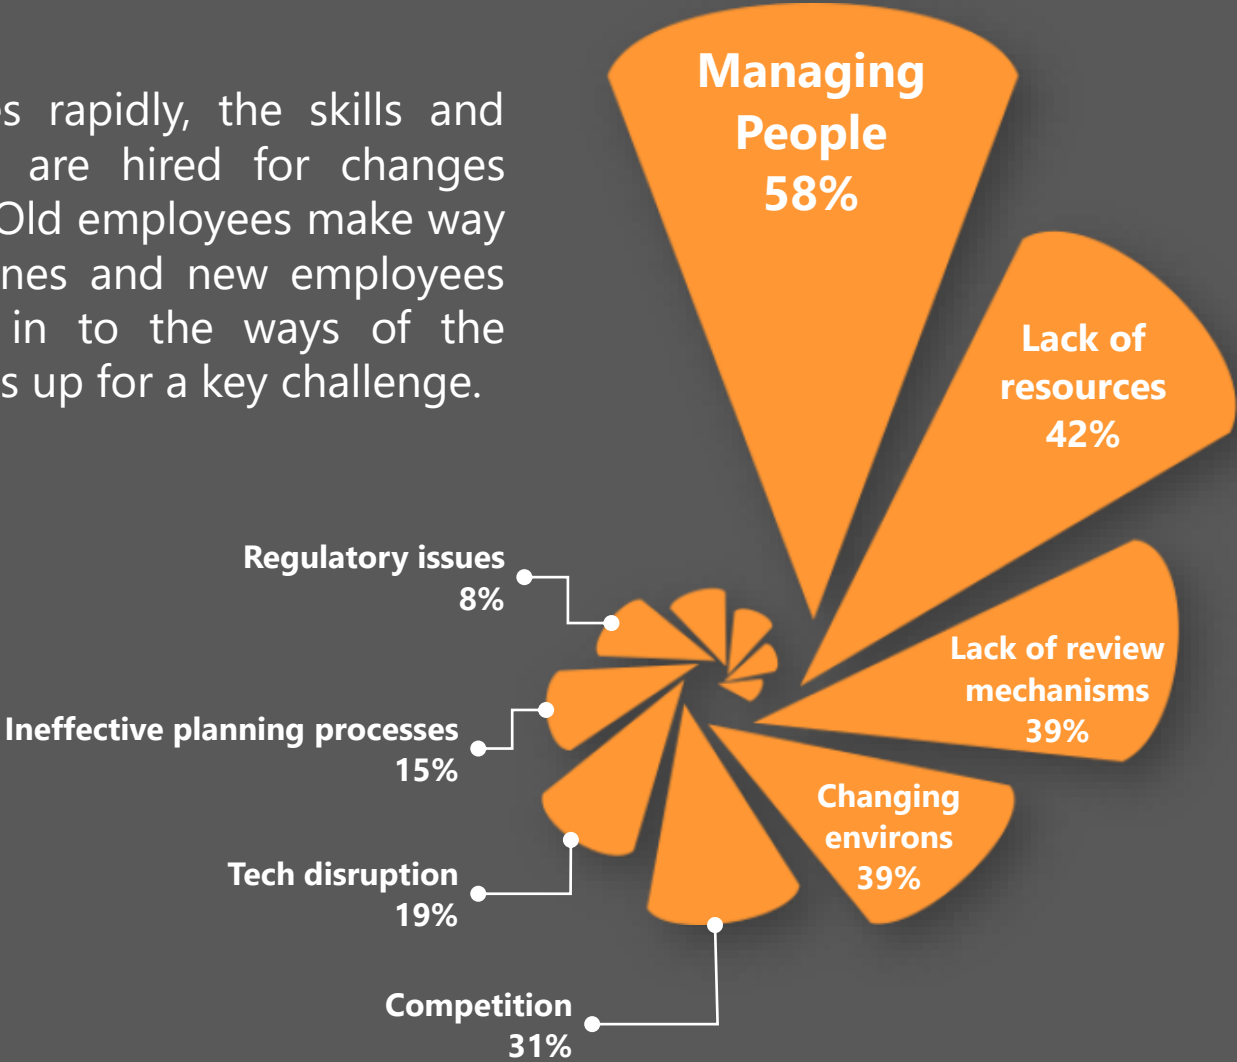 s rapidly, the skills and
are hired for changes
Old employees make way
nes and new employees
in to the ways of the
s up for a key challenge.
Managing
People
58%
Lack of
resources
42%
Lack of review
mechanisms
39%
Changing
environs
39%
Competition
31%
Tech disruption
19%
Ineffective planning processes
15%
Regulatory issues
8%